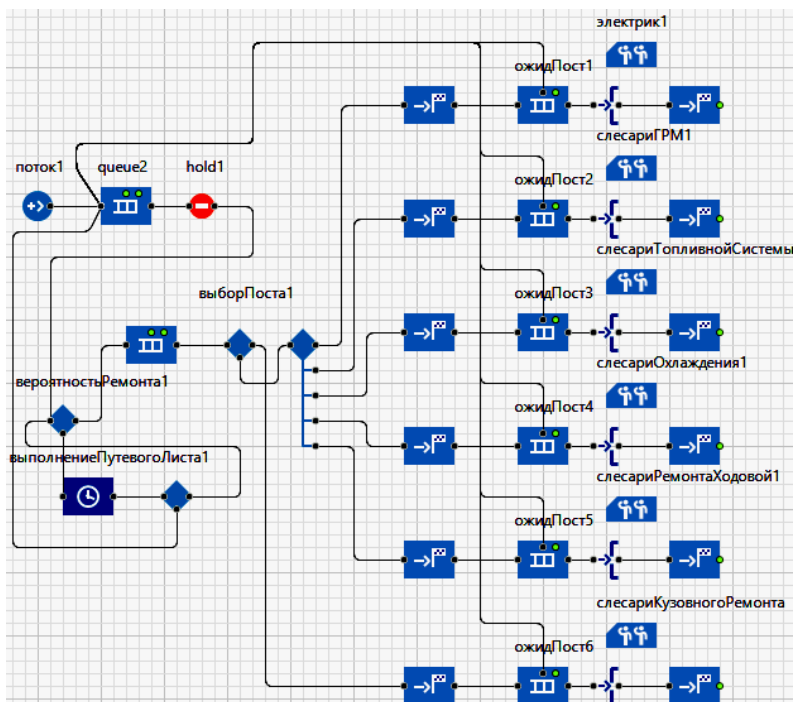 электрик1
ожидПост1
слесариГРМ1
поток1
queue2
hold1
ожидПост2
слесариТопливнойСистемы
выборПоста1
ожидПост3
слесариОхлаждения1
вероятностьРемонта1
ожидПост4
выполнениеПутевогоЛиста1
слесариРемонтаХодовой1
ожидПост5
слесариКузовногоРемонта
ожидПост6